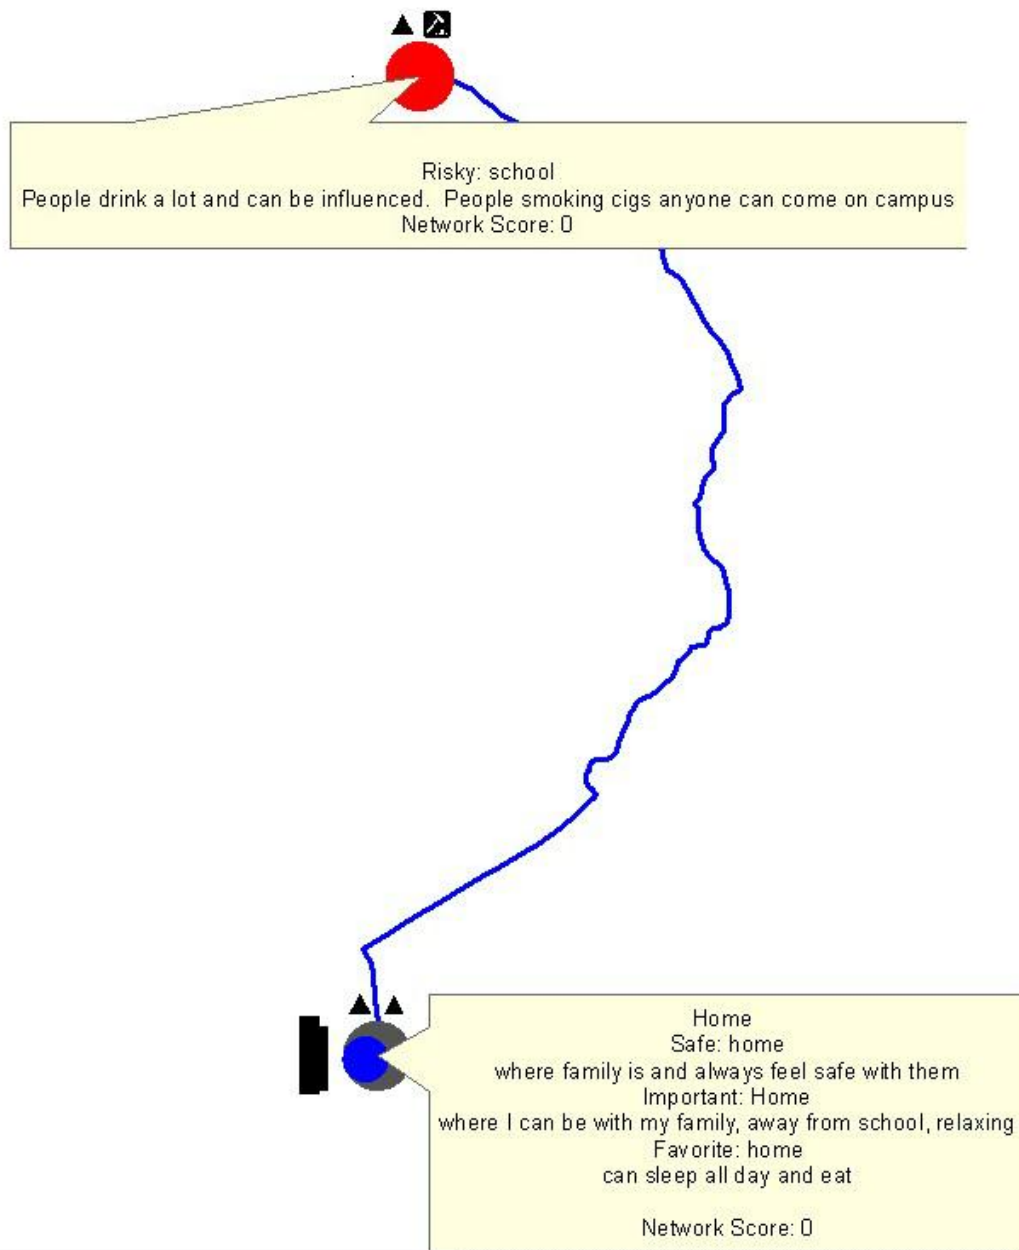 Risky: school
People drink a lot and can be influenced.  People smoking cigs anyone can come on campus
Network Score: 0
Home
Safe: home
where family is and always feel safe with them
Important: Home
where I can be with my family, away from school, relaxing
Favorite: home
can sleep all day and eat
Network Score: 0